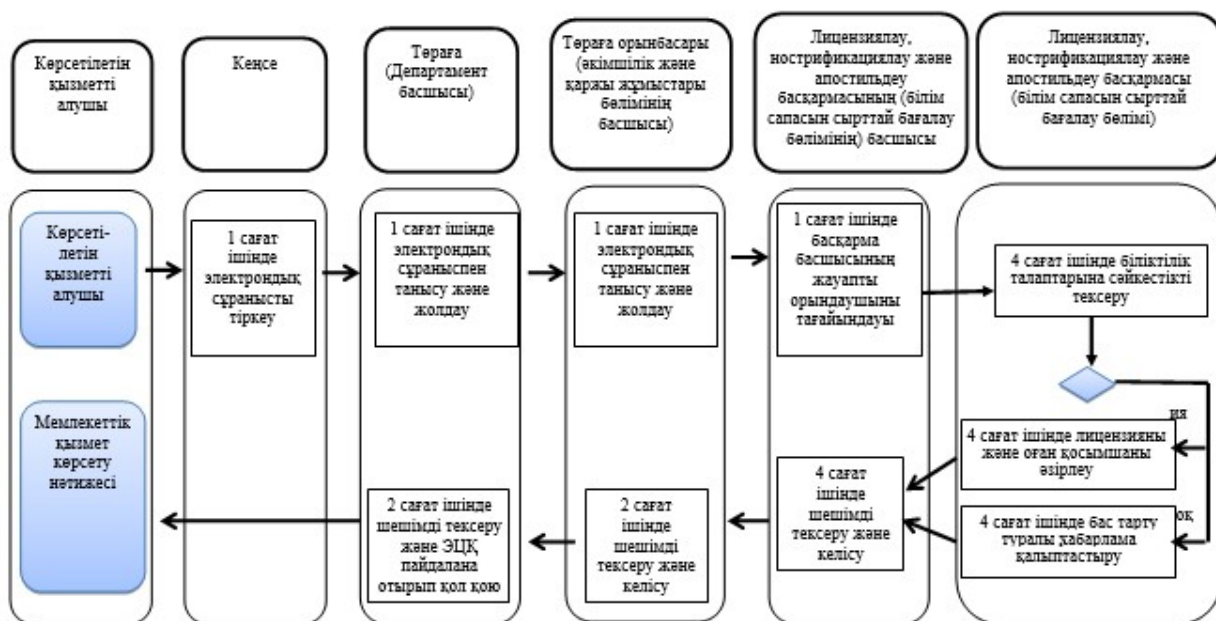 Көрсетілетін
қызметті
алушы
Кеңсе
Төраға
(Департамент
басшысы)
Төраға орынбасары
(әкімшілік және
қаржы жұмыстары
бөлімінің
басшысы)
Лицензиялау,
нострификациялау және
апостильдеу
басқармасының (білім
сапасын сырттай бағалау
бөлімінің) басшысы
Лицензиялау,
нострификациялау және
апостильдеу басқармасы
(білім сапасын сырттай
бағалау бөлімі)
Көрсеті-
летін
қызметті
алушы
1 сағат
ішінде
электрондық
сұранысты
тіркеу
1 сағат ішінде
электрондық
сұраныспен
танысу және
жолдау
1 сағат ішінде
электрондық
сұраныспен
танысу және
жолдау
1 сағат
ішінде
басқарма
басшысының
жауапты
орындаушыны
тағайындауы
4 сағат ішінде біліктілік
талаптарына сәйкестікті
тексеру
ия
4 сағат ішінде лицензияны
және оған қосымшаны
әзірлеу
оқ
4 сағат ішінде бас тарту
туралы хабарлама
қалыптастыру
4 сағат
ішінде
шешімді
тексеру
және келісу
2 сағат
ішінде
шешімді
тексеру және
келісу
2 сағат ішінде
шешімді тексеру
және ЭЦҚ
пайдалана
отырып қол қою
Мемлекеттік
қызмет
көрсету
нәтижесі